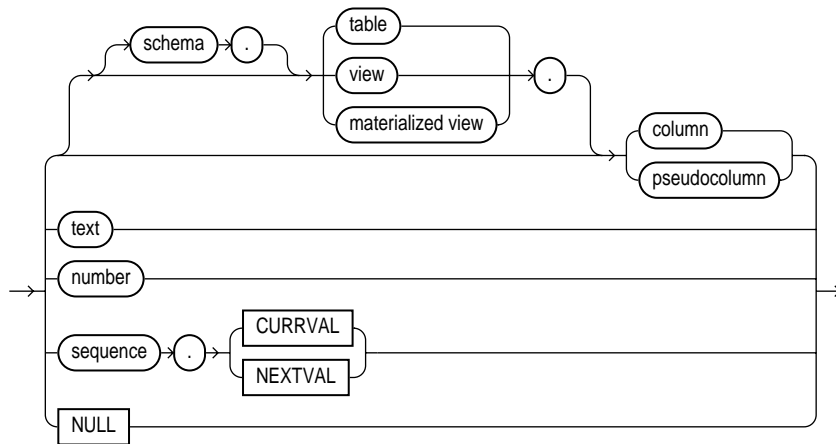 table
schema .
view .
materialized view
column
pseudocolumn
text
number
CURRVAL
sequence .
NEXTVAL
NULL